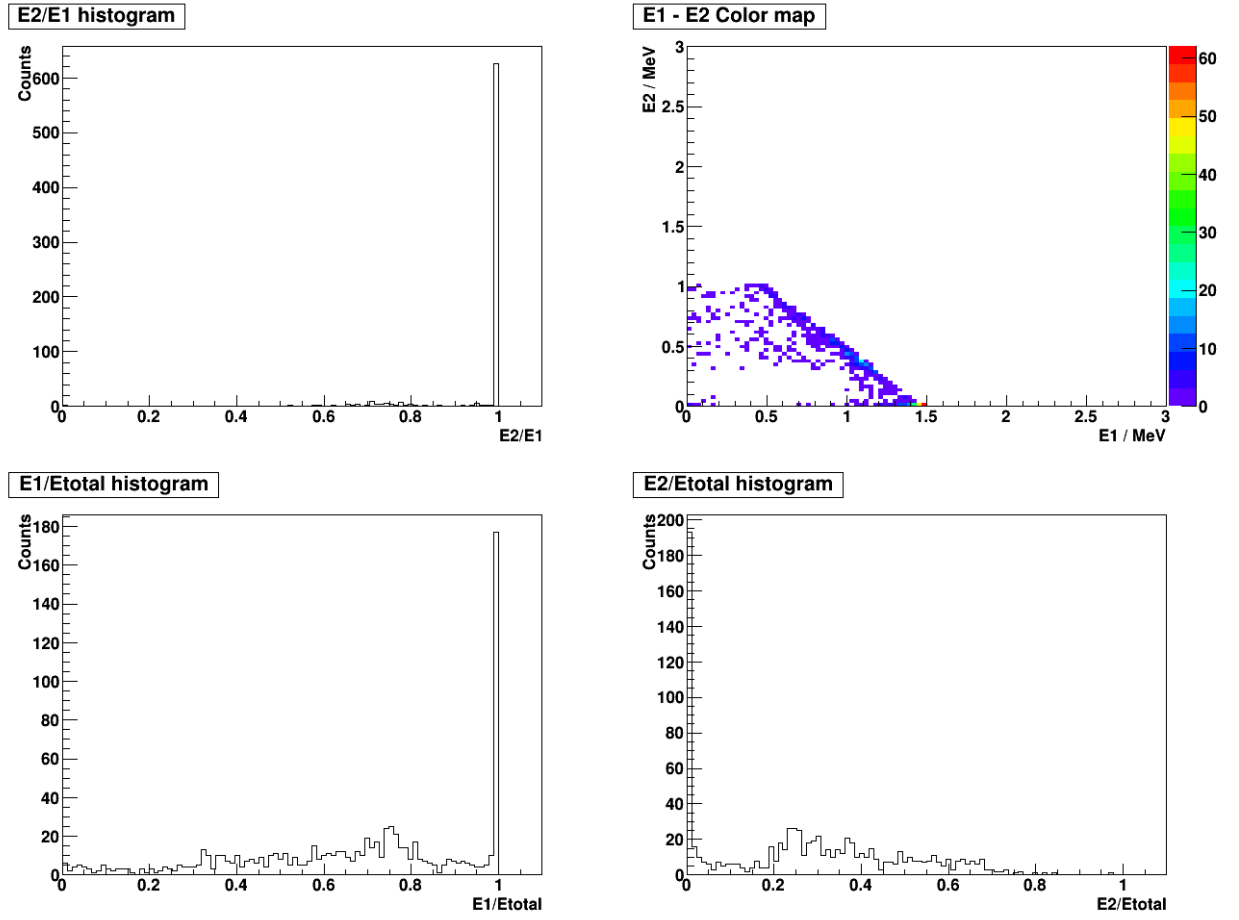 E2/E1 histogram
Counts
600
500
400
300
200
100
0
0 0.2 0.4 0.6 0.8 1
E2/E1
E1 - E2 Color map
E2 / MeV
3
2.5
2
1.5
1
0.5
0
0 0.5 1 1.5 2 2.5 3
E1 / MeV
60
50
40
30
20
10
0
E1/Etotal histogram
Counts
180
160
140
120
100
80
60
40
20
0
0 0.2 0.4 0.6 0.8 1
E1/Etotal
E2/Etotal histogram
Counts
200
180
160
140
120
100
80
60
40
20
0
0 0.2 0.4 0.6 0.8 1
E2/Etotal